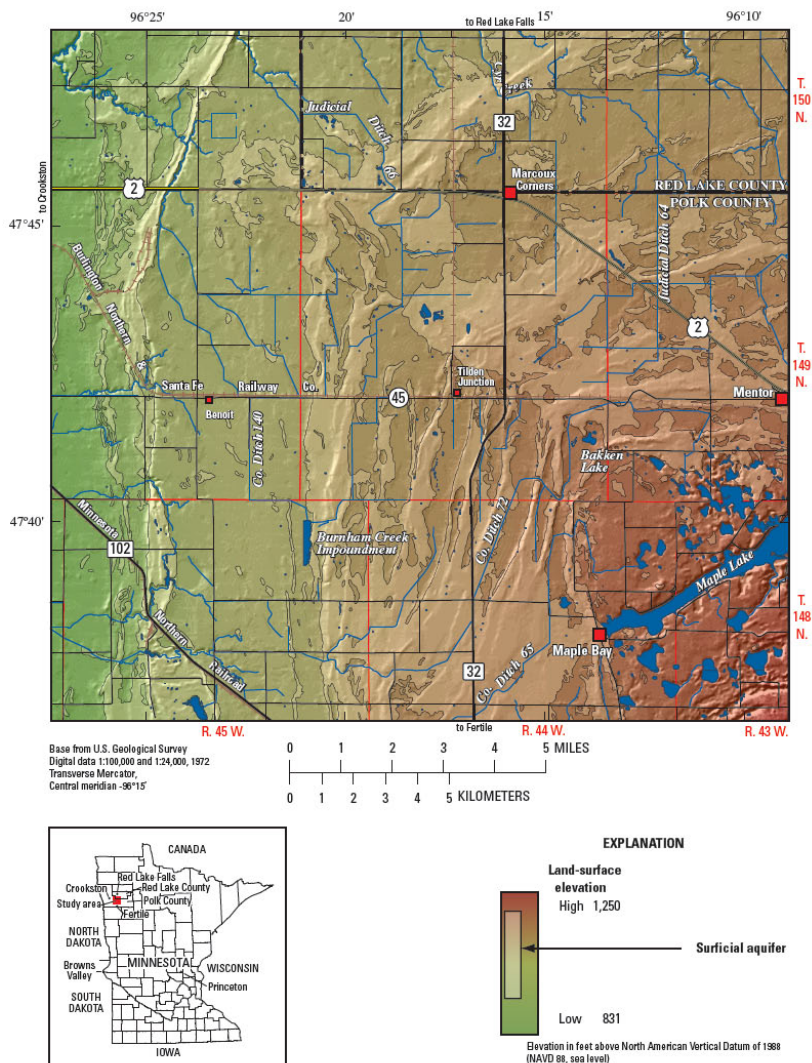 96°25'
20'
to Red Lake Falls
15'
96°10'
T.
150
N.
Judicial
Ditch
66
Creek
32
Marcoux
Corners
to Crookston
2
RED LAKE COUNTY
POLK COUNTY
47°45'
Judicial Ditch 64
Burlington
Northern
&
2
T.
149
N.
Santa Fe
Railway
Co.
Tilden
Junction
Mentor
Benoit
45
Co. Ditch 140
Bakken
Lake
47°40'
Minnesota
102
Burnham Creek
Impoundment
Co. Ditch 72
Maple Lake
T.
148
N.
Northern
Railroad
Maple Bay
32
Co. Ditch 65
R. 45 W.
to Fertile
R. 44 W.
R. 43 W.
Base from U.S. Geological Survey
Digital data 1:100,000 and 1:24,000, 1972
Transverse Mercator,
Central meridian -96°15'
0 1 2 3 4 5 MILES
0 1 2 3 4 5 KILOMETERS
CANADA
Red Lake Falls
Crookston
Red Lake County
Study area
Polk County
Fertile
NORTH
DAKOTA
MINNESOTA
WISCONSIN
Browns
Valley
Princeton
SOUTH
DAKOTA
IOWA
EXPLANATION
Land-surface
elevation
High 1,250
Surficial aquifer
Low 831
Elevation in feet above North American Vertical Datum of 1988
(NAVD 88, sea level)